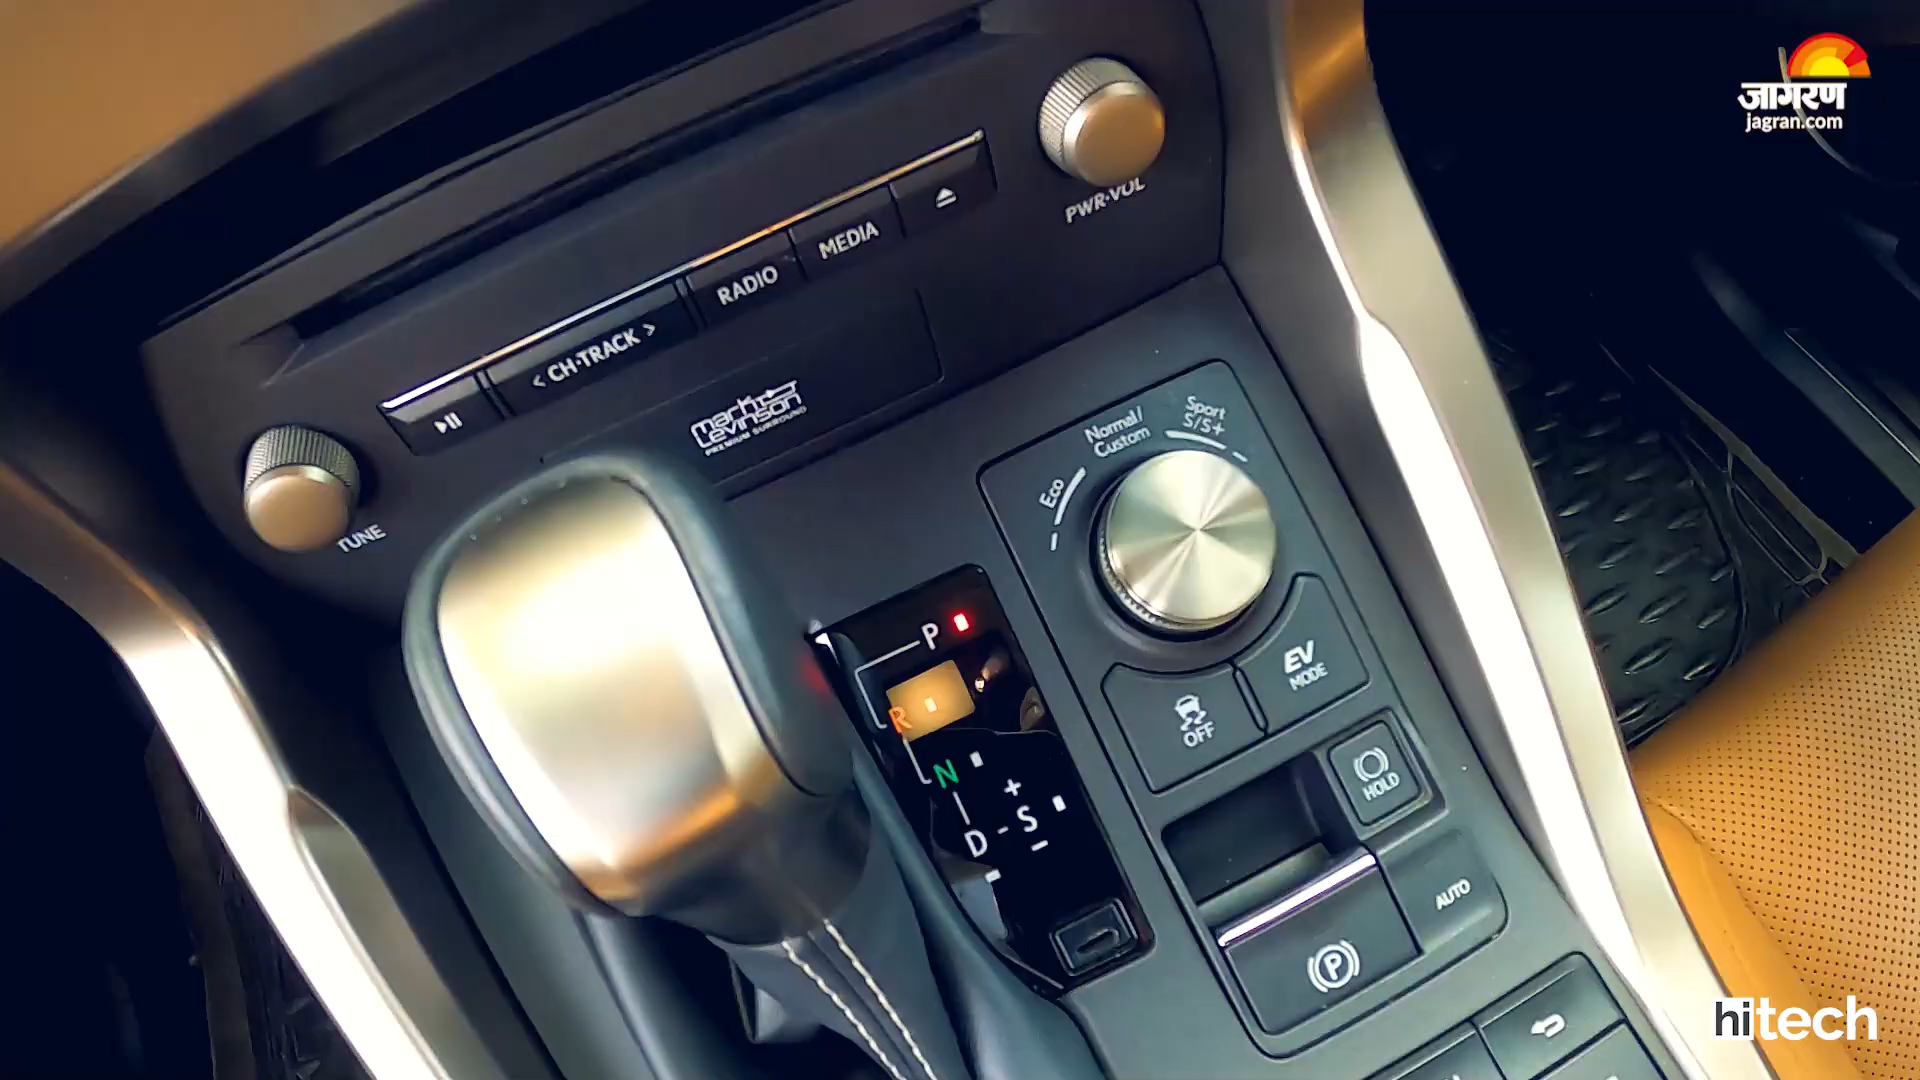 जागरण
jagran.com
PWR·VOL
MEDIA
RADIO
< CH·TRACK >
TUNE
mark Levinson
PREMIUM SURROUND
Eco
Normal/
Custom
Sport
S/S+
P
R
N
+
D - S
-
EV
MODE
OFF
HOLD
AUTO
P
hitech